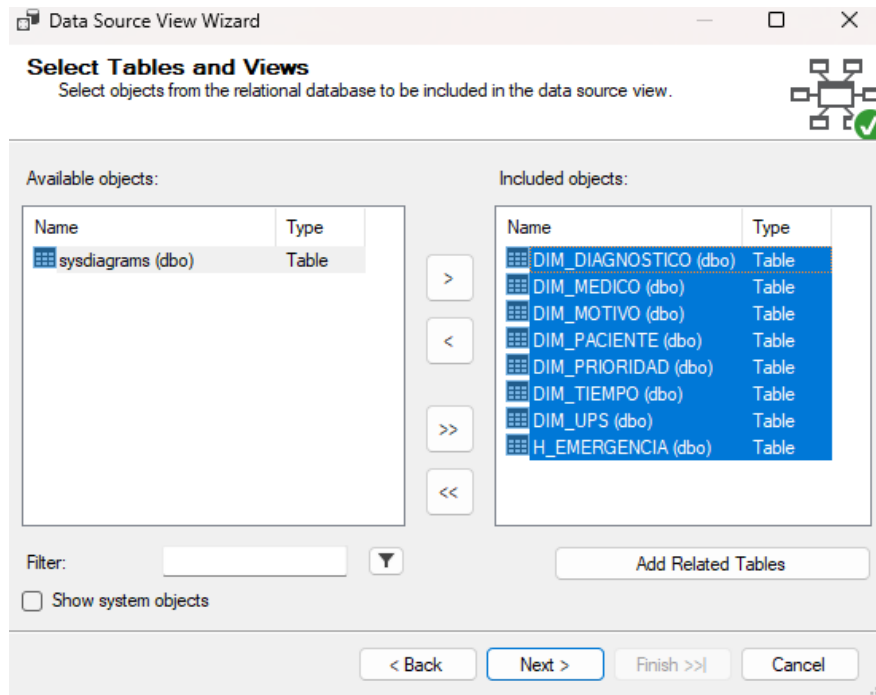 Data Source View Wizard
Select Tables and Views
Select objects from the relational database to be included in the data source view.
Available objects:
Name Type
sysdiagrams (dbo) Table
>
<
>>
<<
Included objects:
Name Type
DIM_DIAGNOSTICO (dbo) Table
DIM_MEDICO (dbo) Table
DIM_MOTIVO (dbo) Table
DIM_PACIENTE (dbo) Table
DIM_PRIORIDAD (dbo) Table
DIM_TIEMPO (dbo) Table
DIM_UPS (dbo) Table
H_EMERGENCIA (dbo) Table
Filter:
Add Related Tables
Show system objects
< Back Next > Finish >>| Cancel